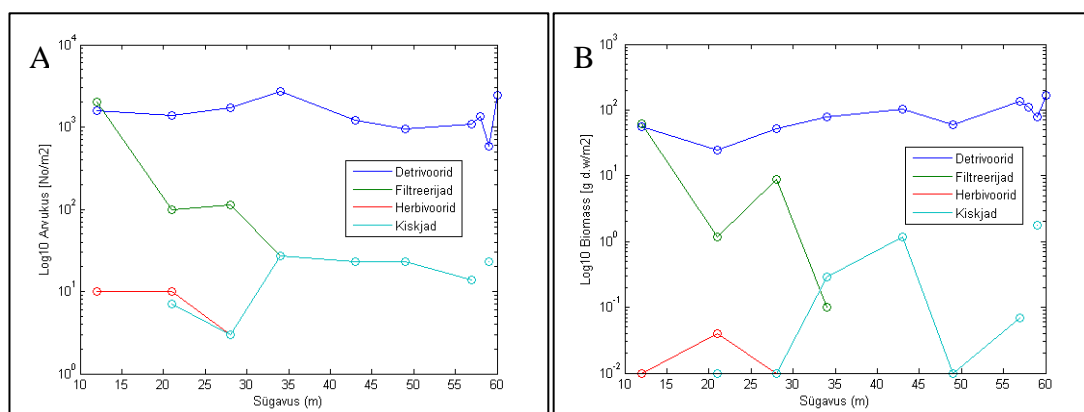 A
Log10 Arvukus [No/m2]
10^4
10^3
10^2
10^1
10^0
10 15 20 25 30 35 40 45 50 55 60
Sügavus (m)
Detrivoorid
Filtreerijad
Herbivoorid
Kiskjad
B
Log10 Biomass [g d.w/m2]
10^3
10^2
10^1
10^0
10^-1
10^-2
10 15 20 25 30 35 40 45 50 55 60
Sügavus (m)
Detrivoorid
Filtreerijad
Herbivoorid
Kiskjad